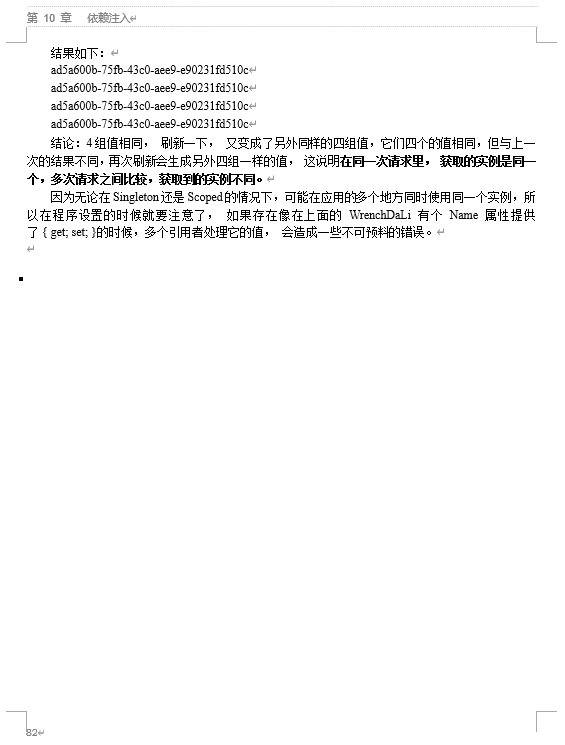 第 10 章 依赖注入
结果如下：
ad5a600b-75fb-43c0-aee9-e90231fd510c
ad5a600b-75fb-43c0-aee9-e90231fd510c
ad5a600b-75fb-43c0-aee9-e90231fd510c
ad5a600b-75fb-43c0-aee9-e90231fd510c
结论：4 组值相同， 刷新一下， 又变成了另外同样的四组值，它们四个的值相同，但与上一
次的结果不同，再次刷新会生成另外四组一样的值， 这说明在同一次请求里， 获取的实例是同一
个，多次请求之间比较，获取到的实例不同。
因为无论在 Singleton 还是 Scoped 的情况下，可能在应用的多个地方同时使用同一个实例，所
以在程序设置的时候就要注意了， 如果存在像在上面的 WrenchDaLi 有个 Name 属性提供
了 { get; set; }的时候，多个引用者处理它的值， 会造成一些不可预料的错误。
82